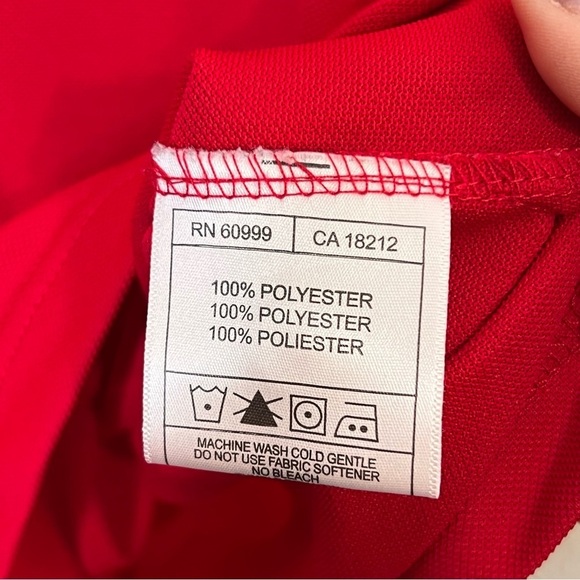 RN 60999 CA 18212
100% POLYESTER
100% POLYESTER
100% POLIESTER
MACHINE WASH COLD GENTLE
DO NOT USE FABRIC SOFTENER
NO BLEACH